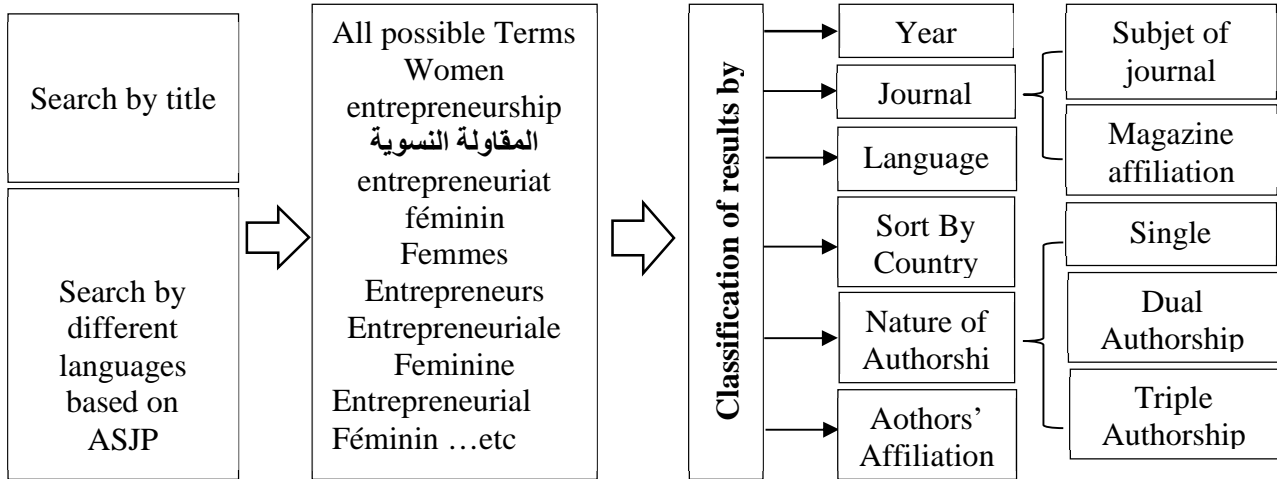 Search by title
Search by
different
languages
based on
ASJP
All possible Terms
Women
entrepreneurship
المقاولة النسوية
entrepreneuriat
féminin
Femmes
Entrepreneurs
Entrepreneuriale
Feminine
Entrepreneurial
Féminin …etc
Classification of results by
Year
Journal
Language
Sort By
Country
Nature of
Authorshi
Aothors’
Affiliation
Subjet of
journal
Magazine
affiliation
Single
Dual
Authorship
Triple
Authorship